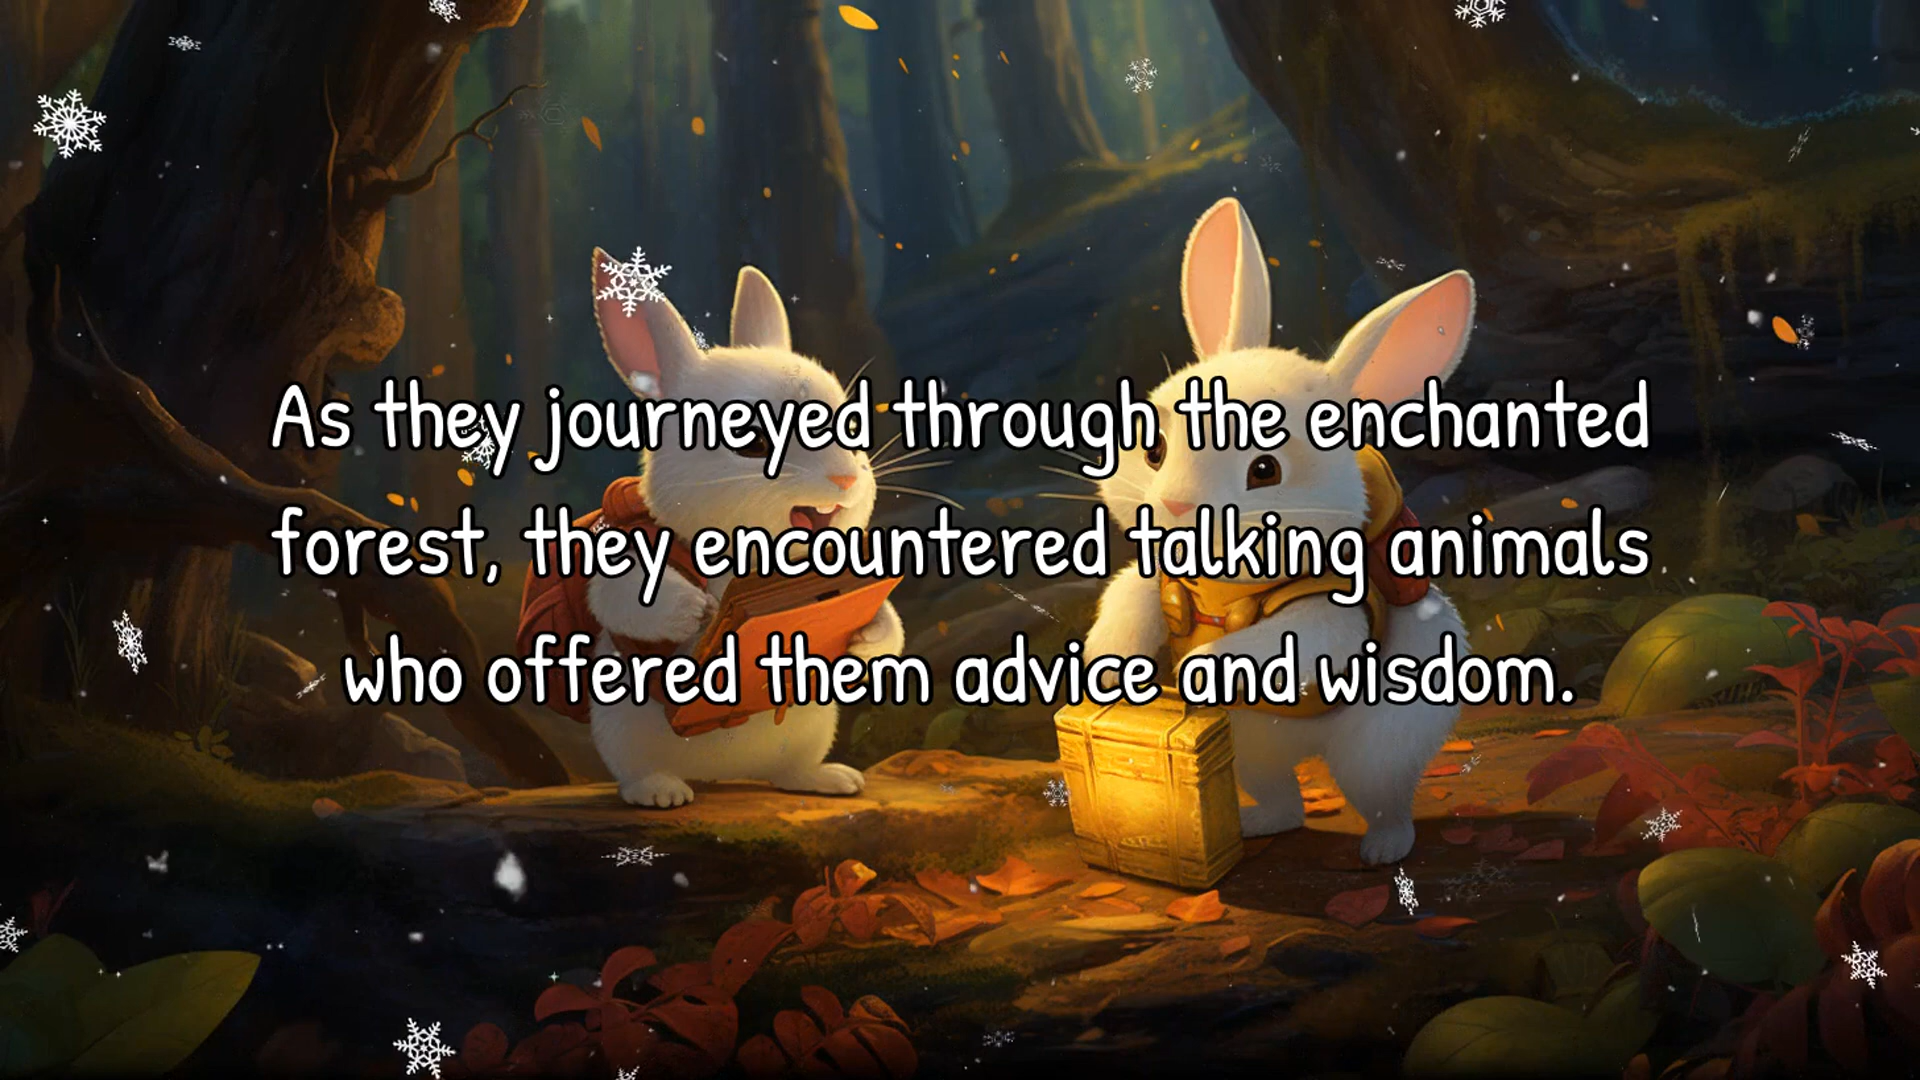 As they journeyed through the enchanted
forest, they encountered talking animals
who offered them advice and wisdom.